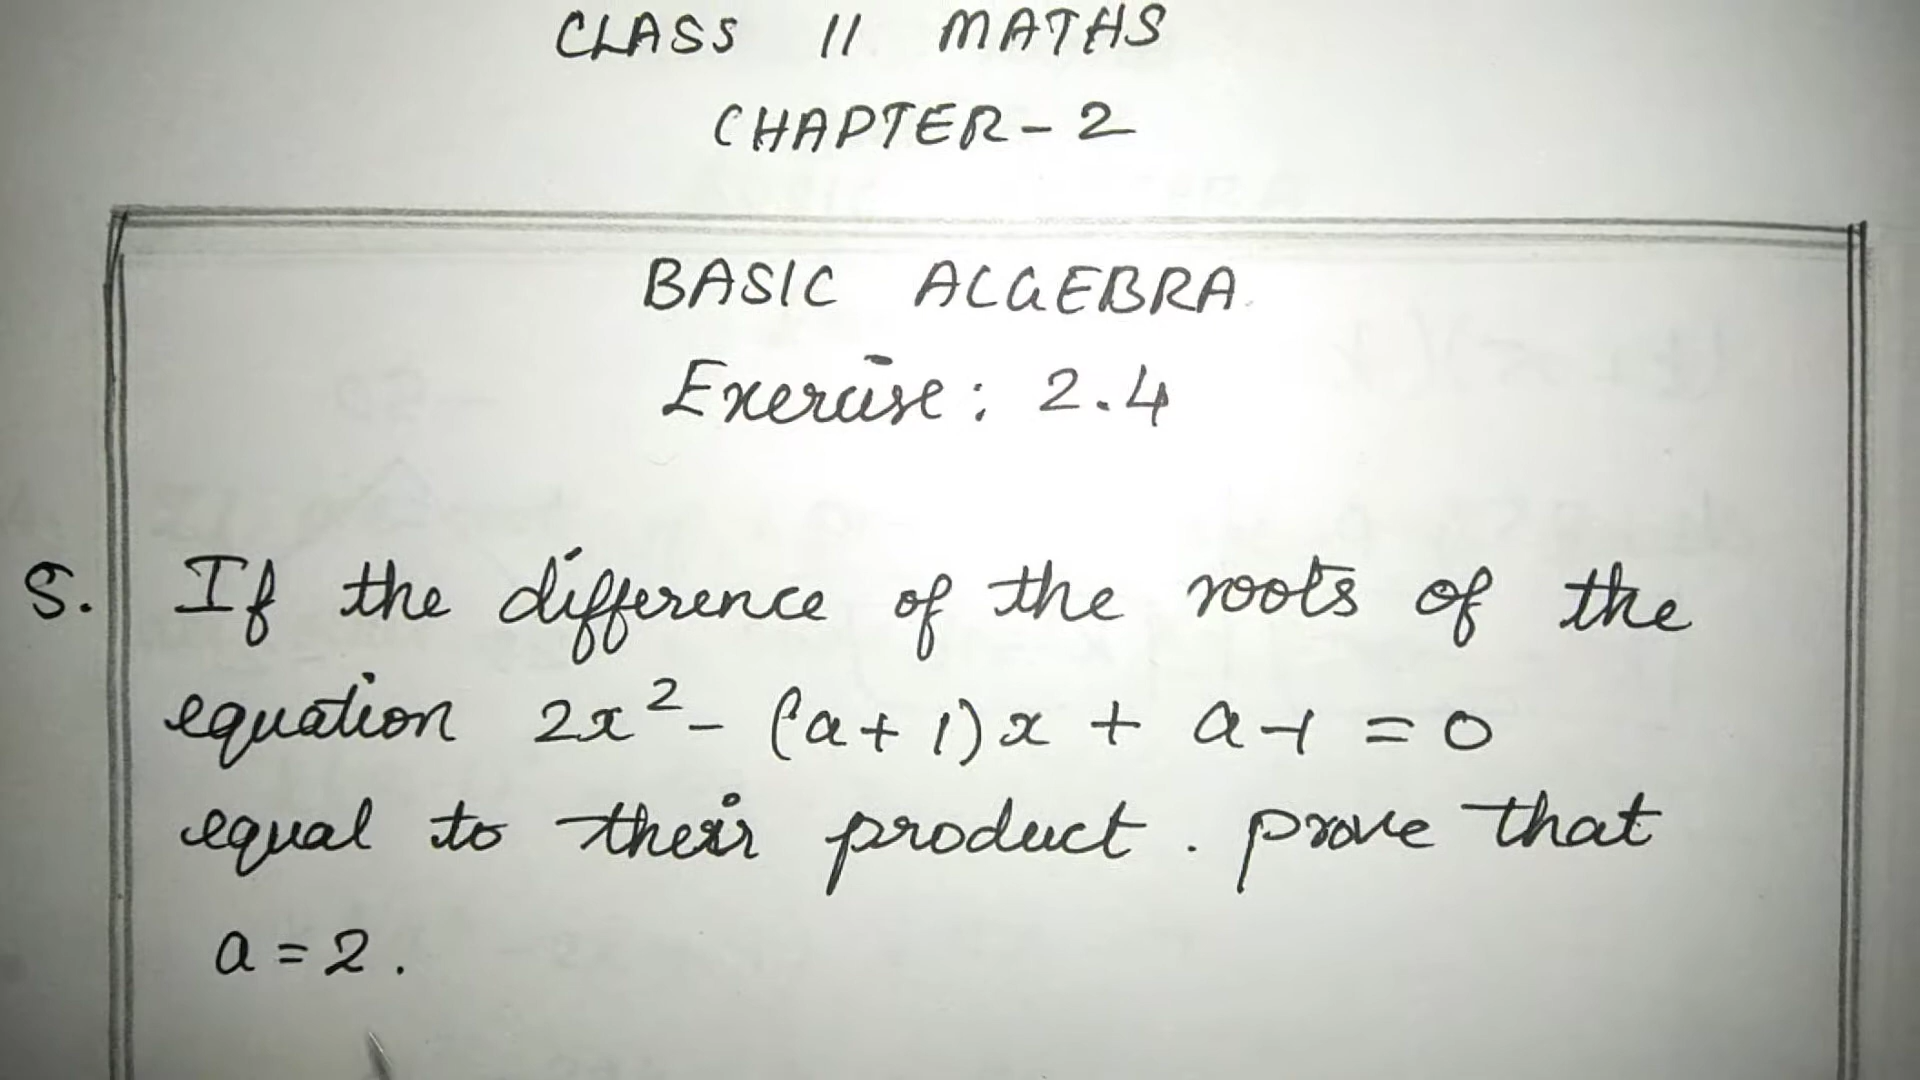 CLASS 11 MATHS
CHAPTER-2
BASIC ALGEBRA
Exercise: 2.4
5. If the difference of the roots of the
equation 2x² - (a+1)x + a-1 = 0
equal to their product. prove that
a = 2.